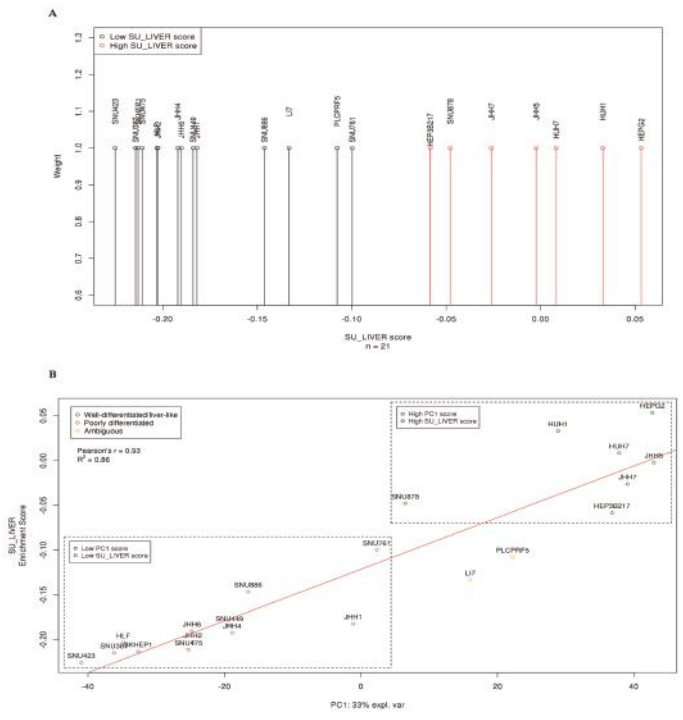 A
Low SU_LIVER score
High SU_LIVER score
SNU423
SNU475
JHH2
JHH4
JHH6
SNU449
JHH1
SNU886
LI7
PLCPRF5
SNU761
HEP3B217
SNU878
JHH7
JHH5
HUH7
HUH1
HEPG2
1.3
1.2
1.1
1.0
0.9
0.8
0.7
0.6
Weight
-0.20
-0.15
-0.10
-0.05
0.00
0.05
SU_LIVER score
n = 21
B
Well-differentiated/liver-like
Poorly differentiated
Ambiguous
Pearson's r = 0.93
R² = 0.86
High PC1 score
High SU_LIVER score
HEPG2
HUH1
HUH7
JHH5
JHH7
HEP3B217
SNU878
Low PC1 score
Low SU_LIVER score
SNU761
PLCPRF5
LI7
SNU886
SNU449
JHH6
JHH4
JHH1
HLF
JHH2
SNU475
SNU423
0.05
0.00
-0.05
-0.10
-0.15
-0.20
SU_LIVER
Enrichment Score
-40
-20
0
20
40
PC1: 33% expl. var